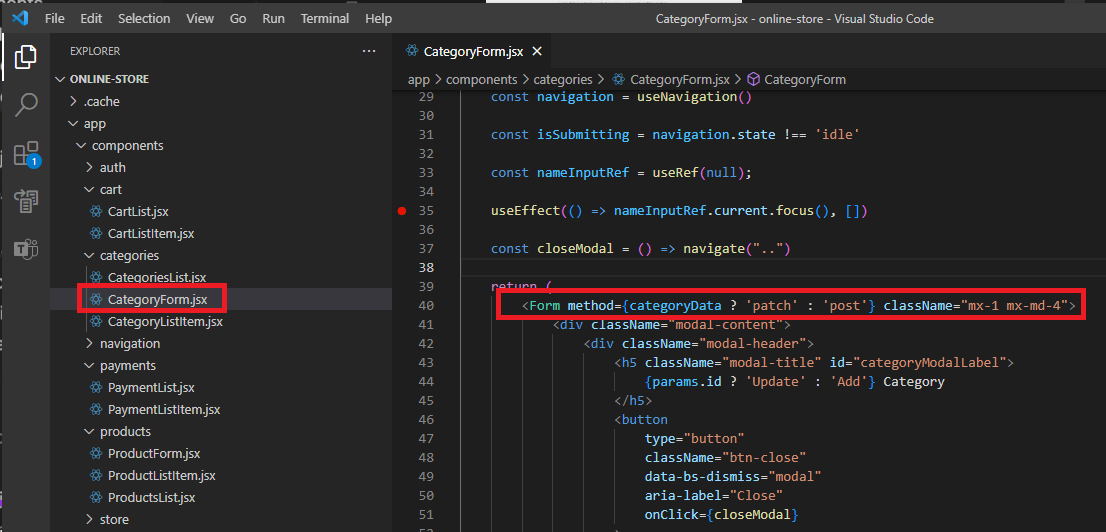 File Edit Selection View Go Run Terminal Help CategoryForm.jsx - online-store - Visual Studio Code
EXPLORER ...
ONLINE-STORE
.cache
app
components
auth
cart
CartList.jsx
CartListItem.jsx
categories
CategoriesList.jsx
CategoryForm.jsx
CategoryListItem.jsx
navigation
payments
PaymentList.jsx
PaymentListItem.jsx
products
ProductForm.jsx
ProductListItem.jsx
ProductsList.jsx
store
1
CategoryForm.jsx
app > components > categories > CategoryForm.jsx > CategoryForm
29 const navigation = useNavigation()
30
31 const isSubmitting = navigation.state !== 'idle'
32
33 const nameInputRef = useRef(null);
34
35 useEffect(() => nameInputRef.current.focus(), [])
36
37 const closeModal = () => navigate("..")
38
39 return (
40 <Form method={categoryData ? 'patch' : 'post'} className="mx-1 mx-md-4">
41 <div className="modal-content">
42 <div className="modal-header">
43 <h5 className="modal-title" id="categoryModalLabel">
44 {params.id ? 'Update' : 'Add'} Category
45 </h5>
46 <button
47 type="button"
48 className="btn-close"
49 data-bs-dismiss="modal"
50 aria-label="Close"
51 onClick={closeModal}